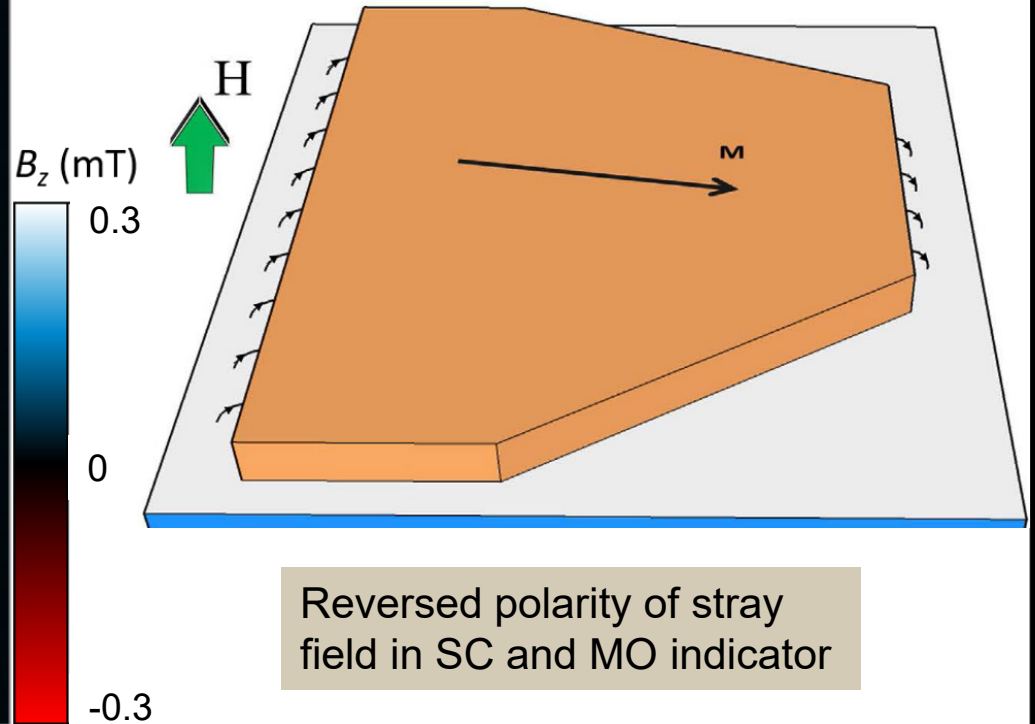 H
M
B_z (mT)
0.3
0
-0.3
Reversed polarity of stray
field in SC and MO indicator